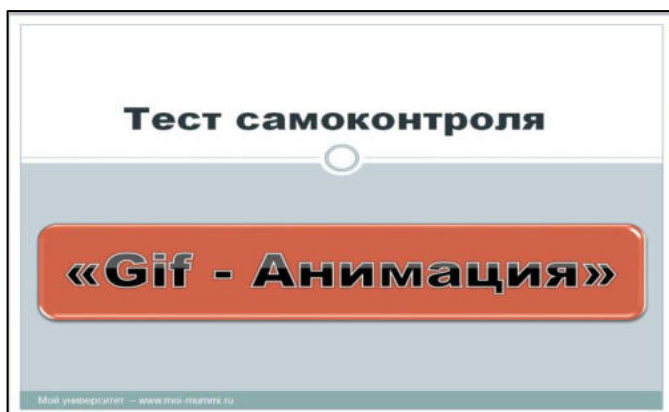 Тест самоконтроля
«Gif - Анимация»
Мой университет – www.moi-mummi.ru